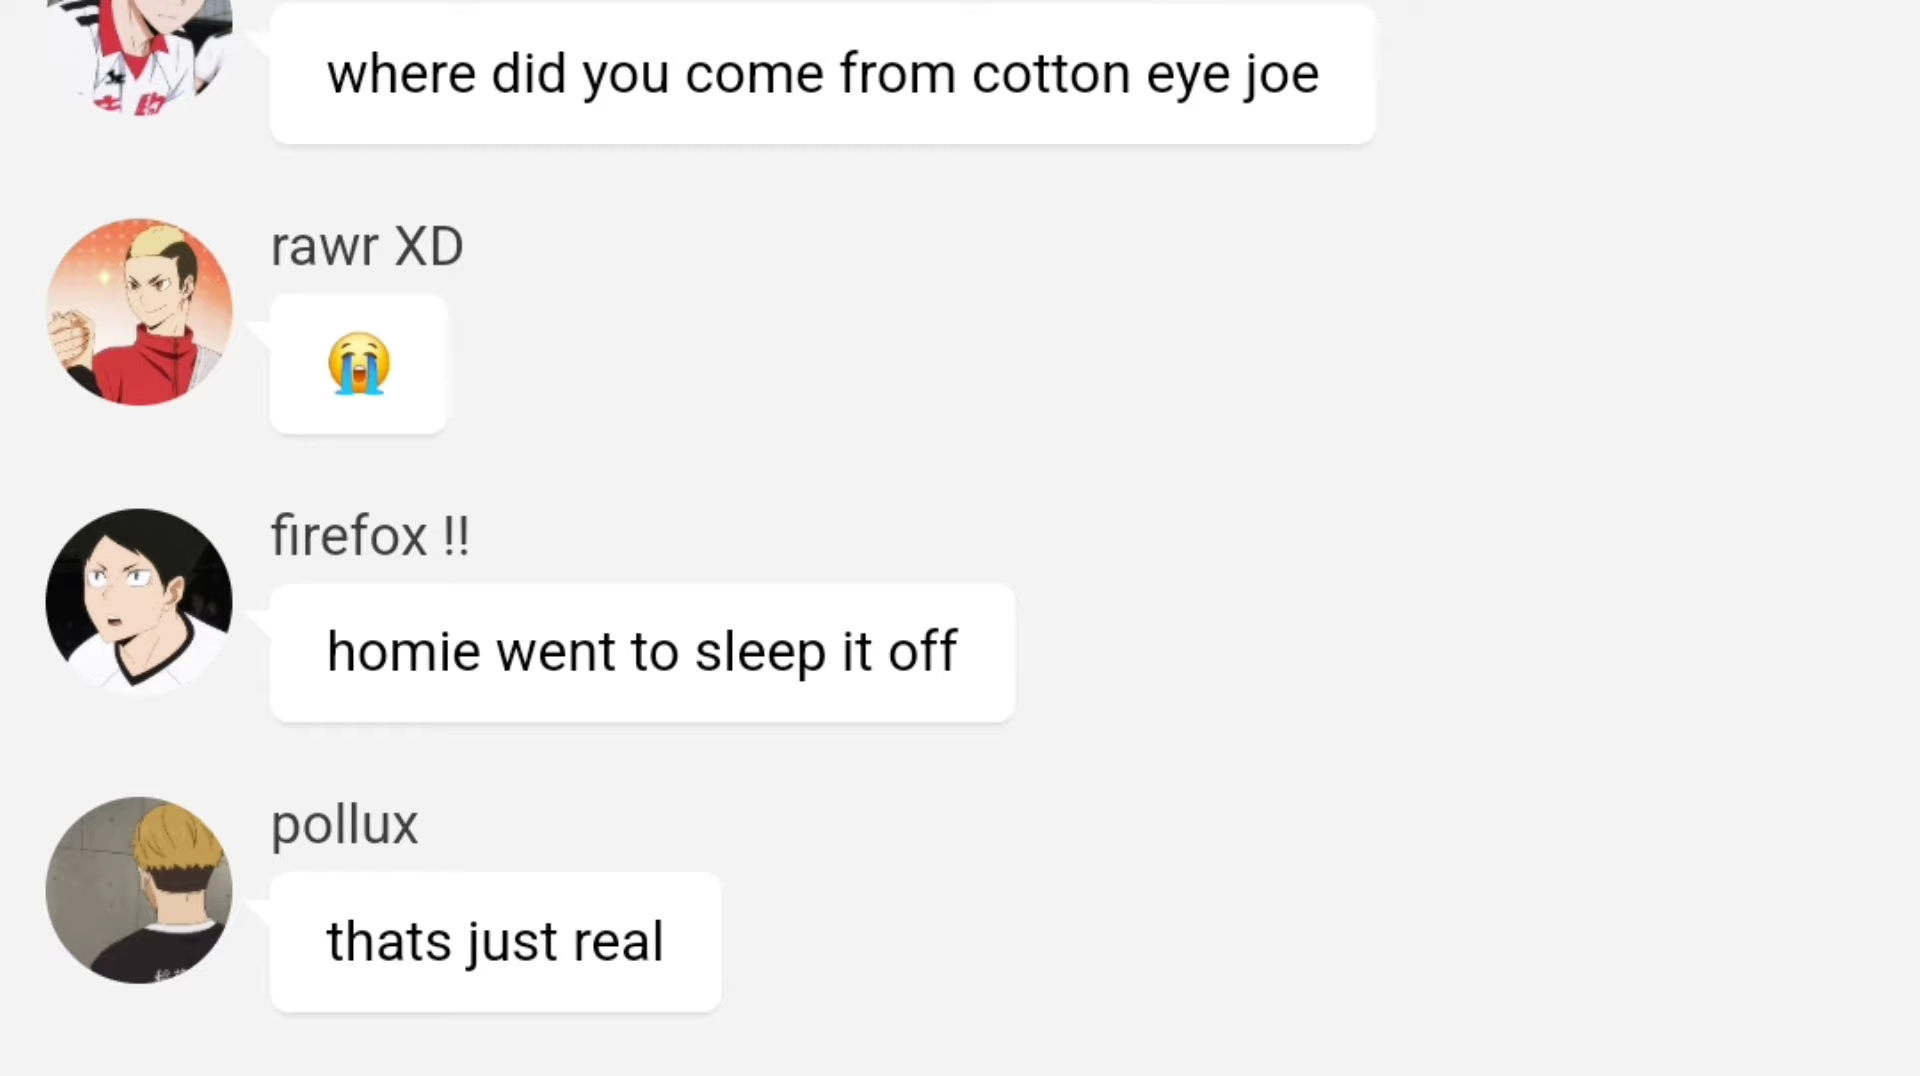 where did you come from cotton eye joe
rawr XD
😭
firefox !!
homie went to sleep it off
pollux
thats just real